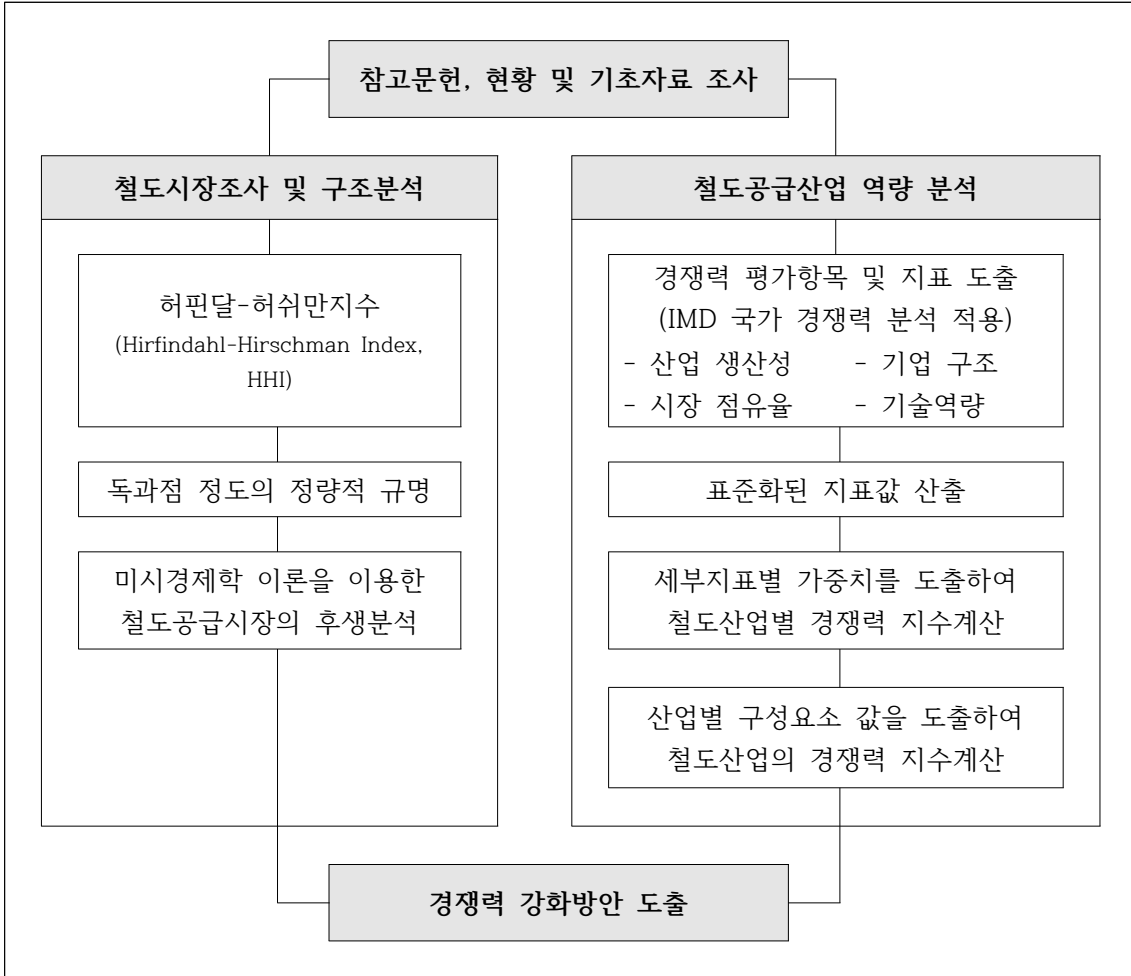 참고문헌, 현황 및 기초자료 조사
철도시장조사 및 구조분석
허핀달-허쉬만지수
(Hirfindahl-Hirschman Index,
HHI)
독과점 정도의 정량적 규명
미시경제학 이론을 이용한
철도공급시장의 후생분석
철도공급산업 역량 분석
경쟁력 평가항목 및 지표 도출
(IMD 국가 경쟁력 분석 적용)
- 산업 생산성 - 기업 구조
- 시장 점유율 - 기술역량
표준화된 지표값 산출
세부지표별 가중치를 도출하여
철도산업별 경쟁력 지수계산
산업별 구성요소 값을 도출하여
철도산업의 경쟁력 지수계산
경쟁력 강화방안 도출